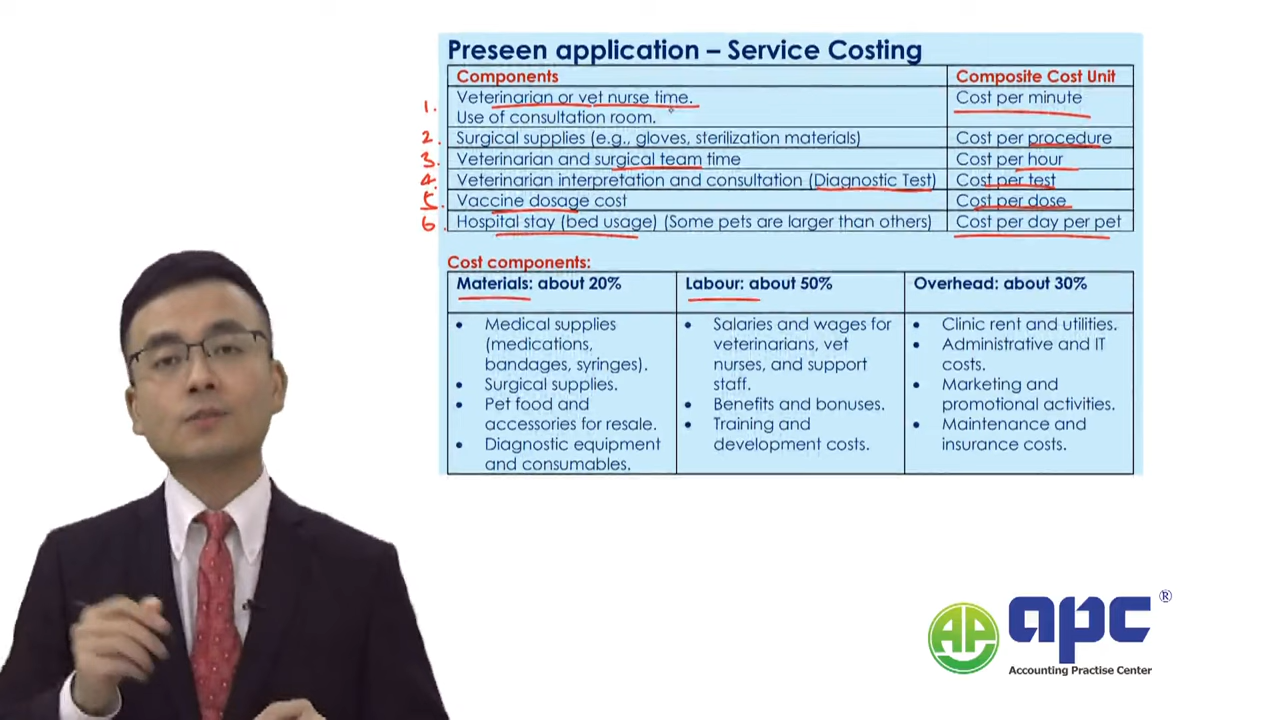 Preseen application – Service Costing
Components
Composite Cost Unit
1.
Veterinarian or vet nurse time.
Use of consultation room.
Cost per minute
2.
Surgical supplies (e.g., gloves, sterilization materials)
Cost per procedure
3.
Veterinarian and surgical team time
Cost per hour
4.
Veterinarian interpretation and consultation (Diagnostic Test)
Cost per test
5.
Vaccine dosage cost
Cost per dose
6.
Hospital stay (bed usage) (Some pets are larger than others)
Cost per day per pet
Cost components:
Materials: about 20%
• Medical supplies
(medications,
bandages, syringes).
• Surgical supplies.
• Pet food and
accessories for resale.
• Diagnostic equipment
and consumables.
Labour: about 50%
• Salaries and wages for
veterinarians, vet
nurses, and support
staff.
• Benefits and bonuses.
• Training and
development costs.
Overhead: about 30%
• Clinic rent and utilities.
• Administrative and IT
costs.
• Marketing and
promotional activities.
• Maintenance and
insurance costs.
AP
apc®
Accounting Practise Center